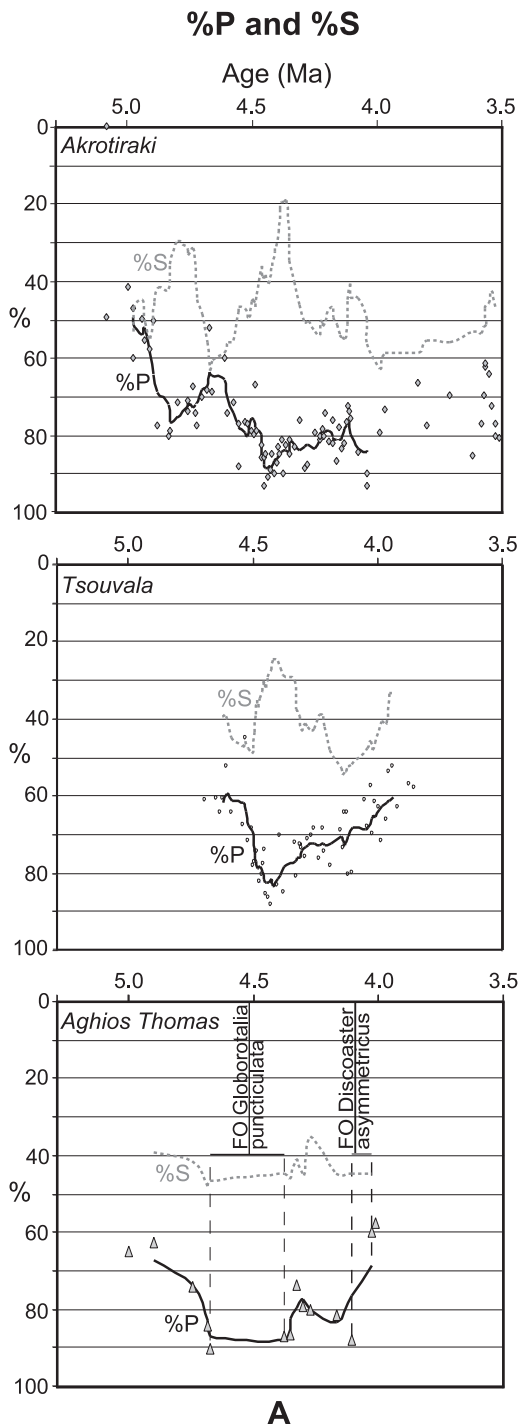 %P and %S
Age (Ma)
5.0 4.5 4.0 3.5
0
Akrotiraki
20
%S
40
%
60
%P
80
100
5.0 4.5 4.0 3.5
0
Tsouvala
20
%S
40
%
60
%P
80
100
5.0 4.5 4.0 3.5
0
Aghios Thomas
FO Globorotalia
puncticulata
FO Discoaster
asymmetricus
20
40
%S
%
60
80
%P
100
A